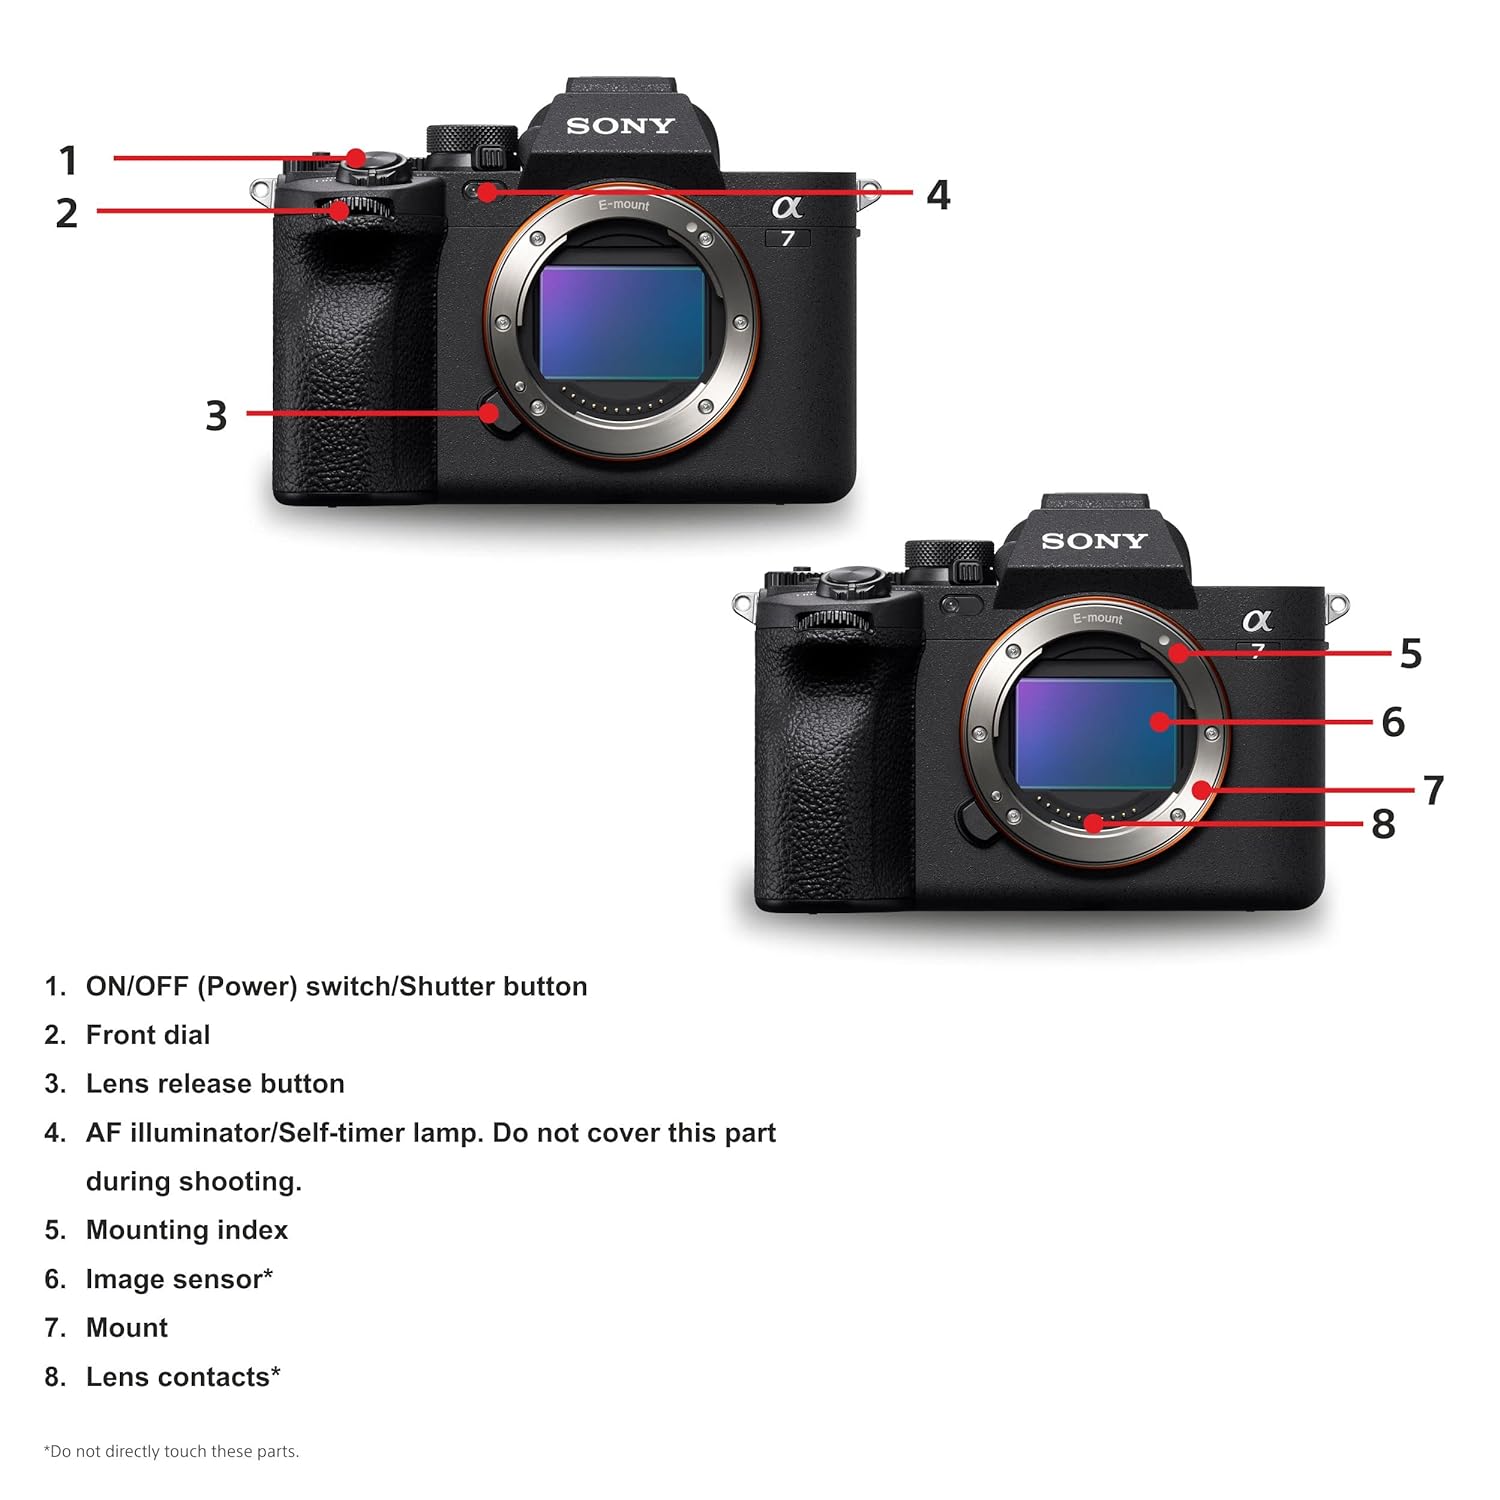 SONY
1
2
E-mount
α
7
4
3
SONY
E-mount
α
7
5
6
7
8
1. ON/OFF (Power) switch/Shutter button
2. Front dial
3. Lens release button
4. AF illuminator/Self-timer lamp. Do not cover this part
during shooting.
5. Mounting index
6. Image sensor*
7. Mount
8. Lens contacts*
*Do not directly touch these parts.